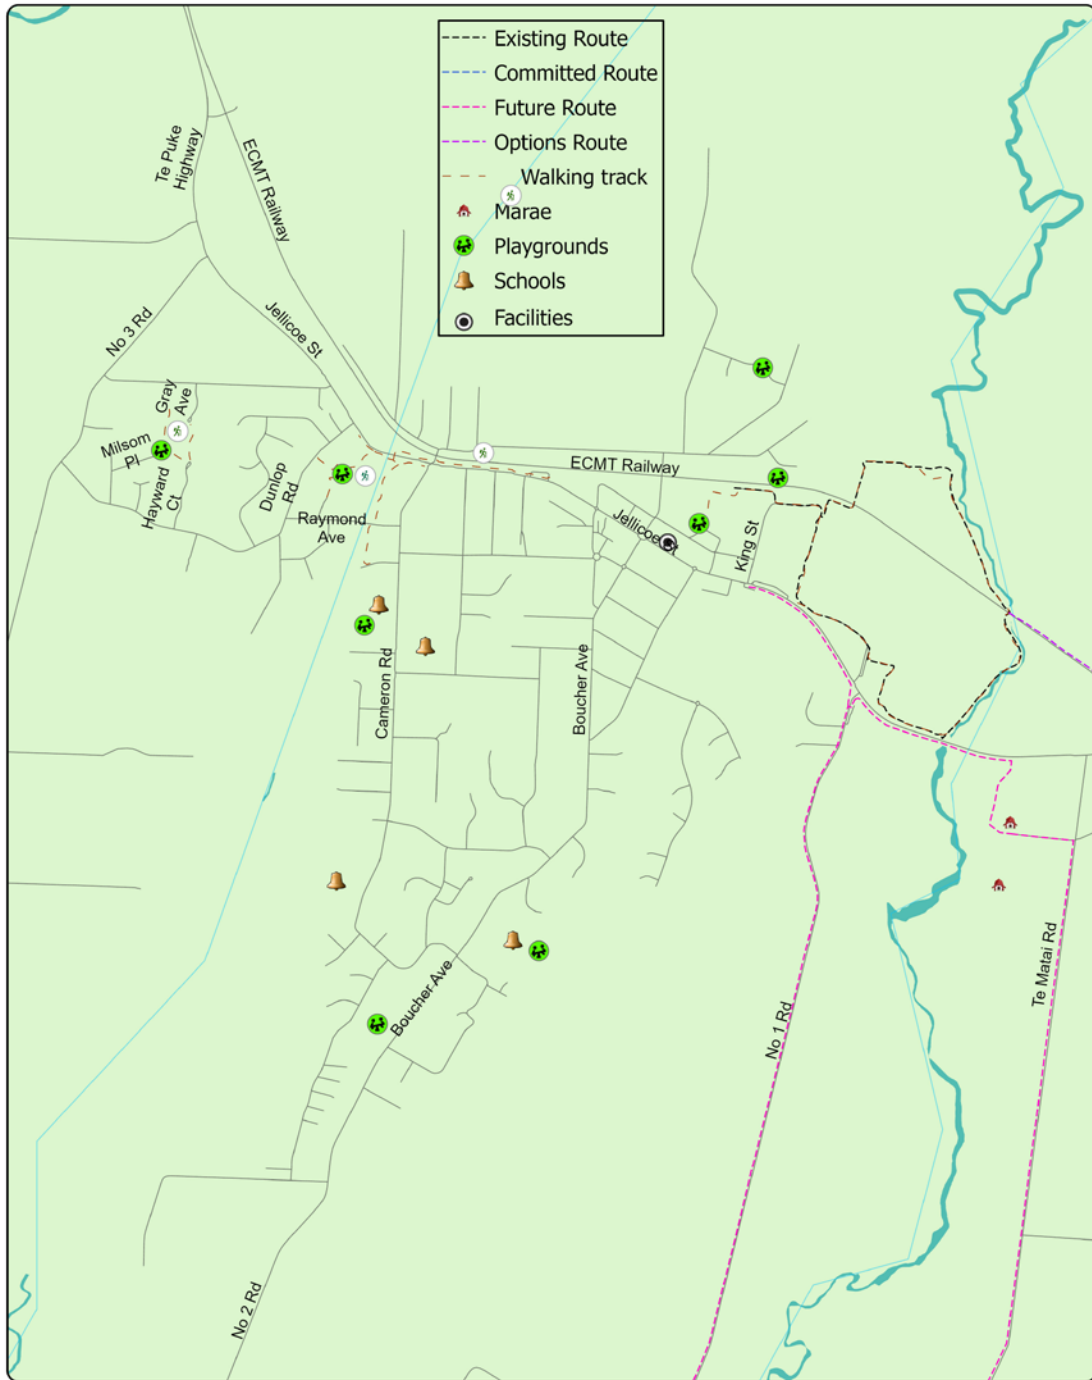 Existing Route
Committed Route
Future Route
Options Route
Walking track
Marae
Playgrounds
Schools
Facilities
Te Puke
Highway
ECMT Railway
No 3 Rd
Jellicoe St
Gray
Ave
Milsom
Pl
Hayward
Ct
Dunlop
Rd
Raymond
Ave
ECMT Railway
Jellicoe St
King St
Cameron Rd
Boucher Ave
Boucher Ave
No 1 Rd
Te Matai Rd
No 2 Rd